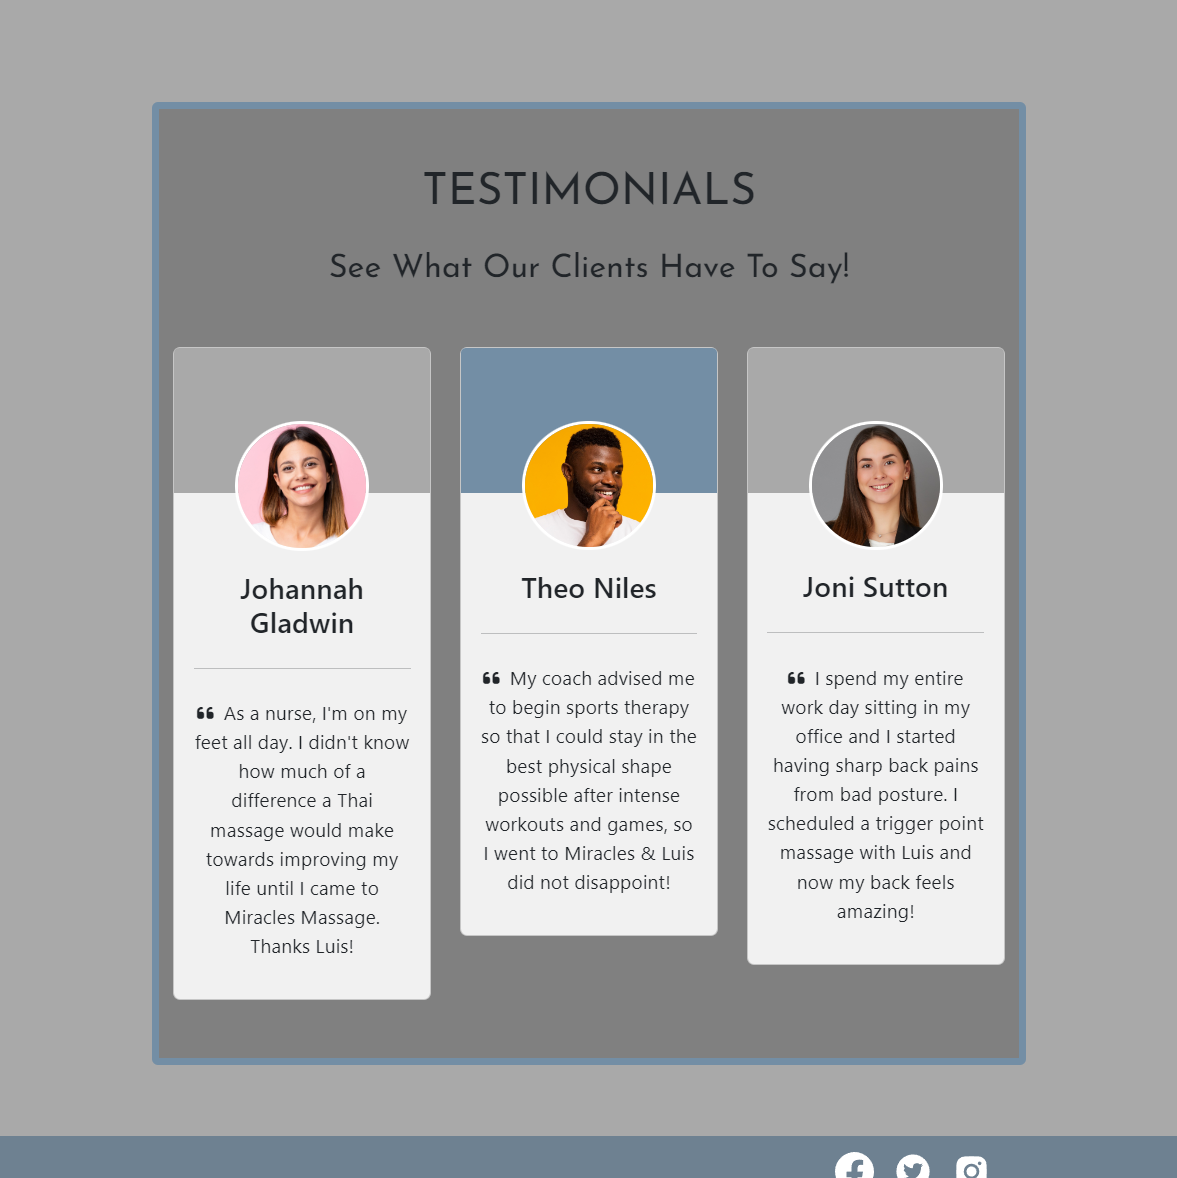 TESTIMONIALS
See What Our Clients Have To Say!
Johannah
Gladwin
❝ As a nurse, I'm on my
feet all day. I didn't know
how much of a
difference a Thai
massage would make
towards improving my
life until I came to
Miracles Massage.
Thanks Luis!
Theo Niles
❝ My coach advised me
to begin sports therapy
so that I could stay in the
best physical shape
possible after intense
workouts and games, so
I went to Miracles & Luis
did not disappoint!
Joni Sutton
❝ I spend my entire
work day sitting in my
office and I started
having sharp back pains
from bad posture. I
scheduled a trigger point
massage with Luis and
now my back feels
amazing!